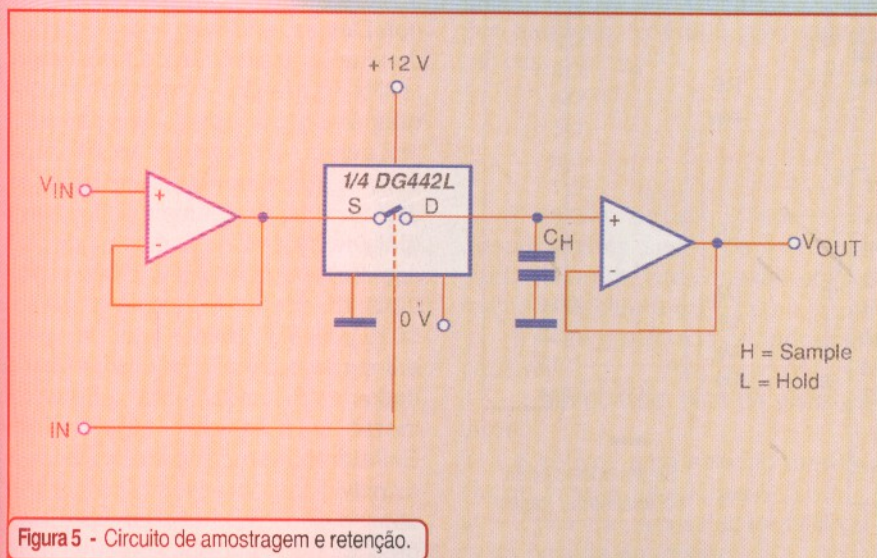 + 12 V
V_IN
+
-
1/4 DG442L
S
D
C_H
+
-
V_OUT
0 V
H = Sample
L = Hold
IN
Figura 5 - Circuito de amostragem e retenção.